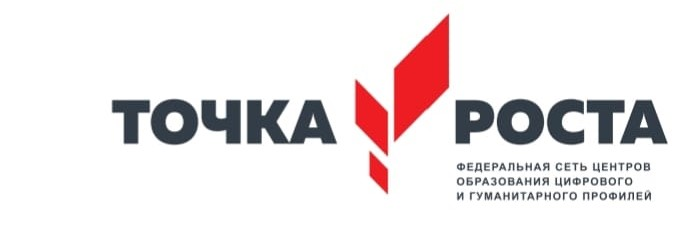 ТОЧКА РОСТА
ФЕДЕРАЛЬНАЯ СЕТЬ ЦЕНТРОВ
ОБРАЗОВАНИЯ ЦИФРОВОГО
И ГУМАНИТАРНОГО ПРОФИЛЕЙ